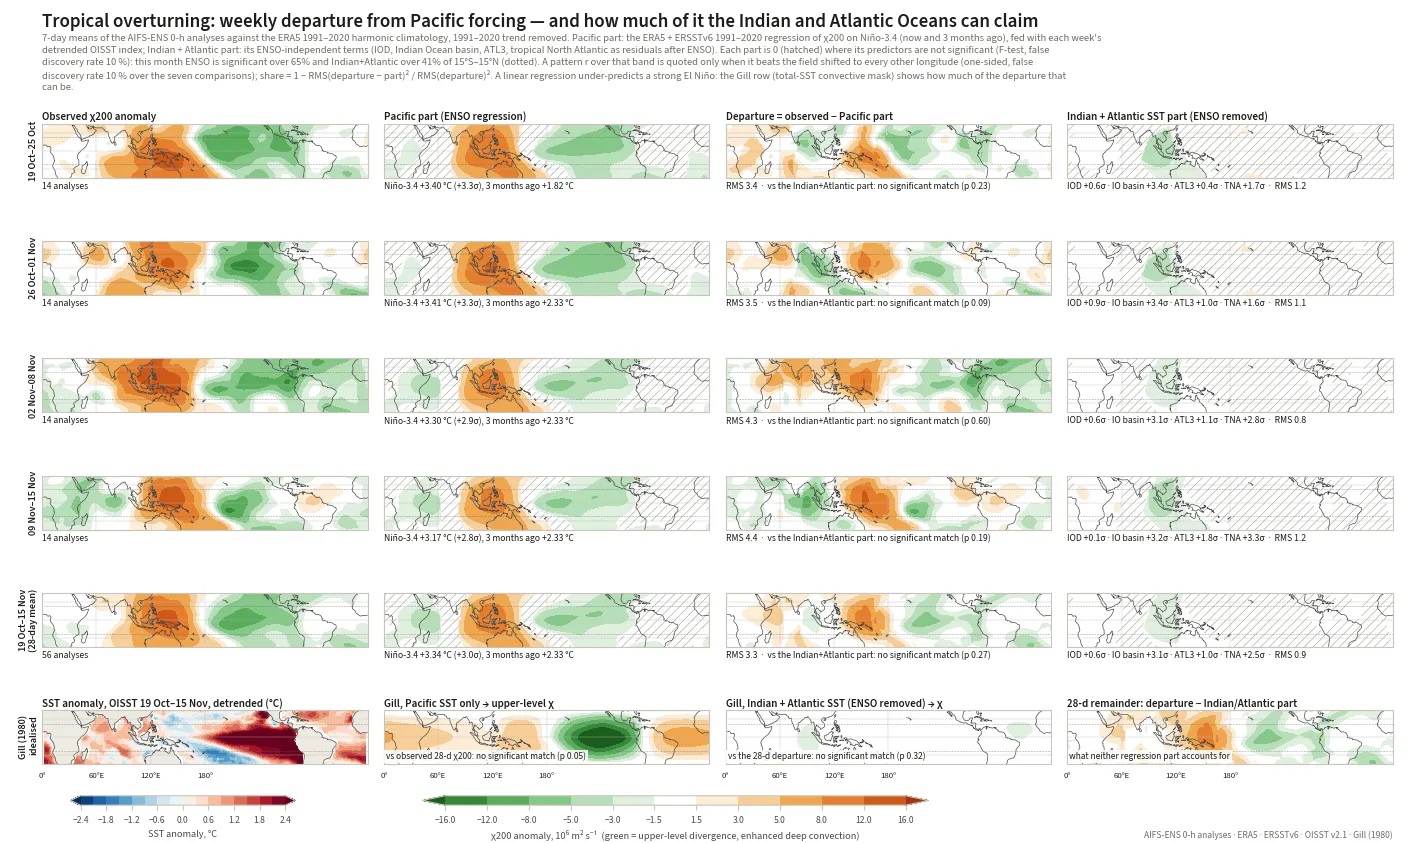 Tropical overturning: weekly departure from Pacific forcing — and how much of it the Indian and Atlantic Oceans can claim
7-day means of the AIFS-ENS 0-h analyses against the ERA5 1991–2020 harmonic climatology, 1991–2020 trend removed. Pacific part: the ERA5 + ERSSTv6 1991–2020 regression of χ200 on Niño-3.4 (now and 3 months ago), fed with each week's
detrended OISST index; Indian + Atlantic part: its ENSO-independent terms (IOD, Indian Ocean basin, ATL3, tropical North Atlantic as residuals after ENSO). Each part is 0 (hatched) where its predictors are not significant (F-test, false
discovery rate 10 %): this month ENSO is significant over 65% and Indian+Atlantic over 41% of 15°S–15°N (dotted). A pattern r over that band is quoted only when it beats the field shifted to every other longitude (one-sided, false
discovery rate 10 % over the seven comparisons); share = 1 − RMS(departure − part)² / RMS(departure)². A linear regression under-predicts a strong El Niño: the Gill row (total-SST convective mask) shows how much of the departure that
can be.
Observed χ200 anomaly
Pacific part (ENSO regression)
Departure = observed − Pacific part
Indian + Atlantic SST part (ENSO removed)
19 Oct–25 Oct
14 analyses
Niño-3.4 +3.40 °C (+3.3σ), 3 months ago +1.82 °C
RMS 3.4 · vs the Indian+Atlantic part: no significant match (p 0.23)
IOD +0.6σ · IO basin +3.4σ · ATL3 +0.4σ · TNA +1.7σ · RMS 1.2
26 Oct–01 Nov
14 analyses
Niño-3.4 +3.41 °C (+3.3σ), 3 months ago +2.33 °C
RMS 3.5 · vs the Indian+Atlantic part: no significant match (p 0.09)
IOD +0.9σ · IO basin +3.4σ · ATL3 +1.0σ · TNA +1.6σ · RMS 1.1
02 Nov–08 Nov
14 analyses
Niño-3.4 +3.30 °C (+2.9σ), 3 months ago +2.33 °C
RMS 4.3 · vs the Indian+Atlantic part: no significant match (p 0.60)
IOD +0.6σ · IO basin +3.1σ · ATL3 +1.1σ · TNA +2.8σ · RMS 0.8
09 Nov–15 Nov
14 analyses
Niño-3.4 +3.17 °C (+2.8σ), 3 months ago +2.33 °C
RMS 4.4 · vs the Indian+Atlantic part: no significant match (p 0.19)
IOD +0.1σ · IO basin +3.2σ · ATL3 +1.8σ · TNA +3.3σ · RMS 1.2
19 Oct–15 Nov
(28-day mean)
56 analyses
Niño-3.4 +3.34 °C (+3.0σ), 3 months ago +2.33 °C
RMS 3.3 · vs the Indian+Atlantic part: no significant match (p 0.27)
IOD +0.6σ · IO basin +3.1σ · ATL3 +1.0σ · TNA +2.5σ · RMS 0.9
SST anomaly, OISST 19 Oct–15 Nov, detrended (°C)
Gill, Pacific SST only → upper-level χ
Gill, Indian + Atlantic SST (ENSO removed) → χ
28-d remainder: departure − Indian/Atlantic part
Gill (1980)
idealised
vs observed 28-d χ200: no significant match (p 0.05)
vs the 28-d departure: no significant match (p 0.32)
what neither regression part accounts for
0° 60°E 120°E 180°
0° 60°E 120°E 180°
0° 60°E 120°E 180°
0° 60°E 120°E 180°
−2.4 −1.8 −1.2 −0.6 0.0 0.6 1.2 1.8 2.4
SST anomaly, °C
−16.0 −12.0 −8.0 −5.0 −3.0 −1.5 1.5 3.0 5.0 8.0 12.0 16.0
χ200 anomaly, 10⁶ m² s⁻¹ (green = upper-level divergence, enhanced deep convection)
AIFS-ENS 0-h analyses · ERA5 · ERSSTv6 · OISST v2.1 · Gill (1980)